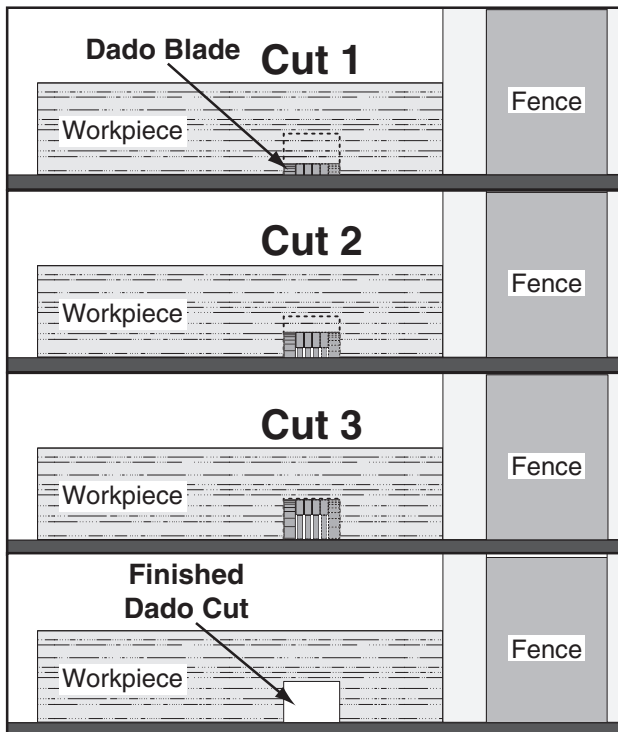 Dado Blade
Cut 1
Workpiece
Fence
Cut 2
Workpiece
Fence
Cut 3
Workpiece
Fence
Finished
Dado Cut
Workpiece
Fence